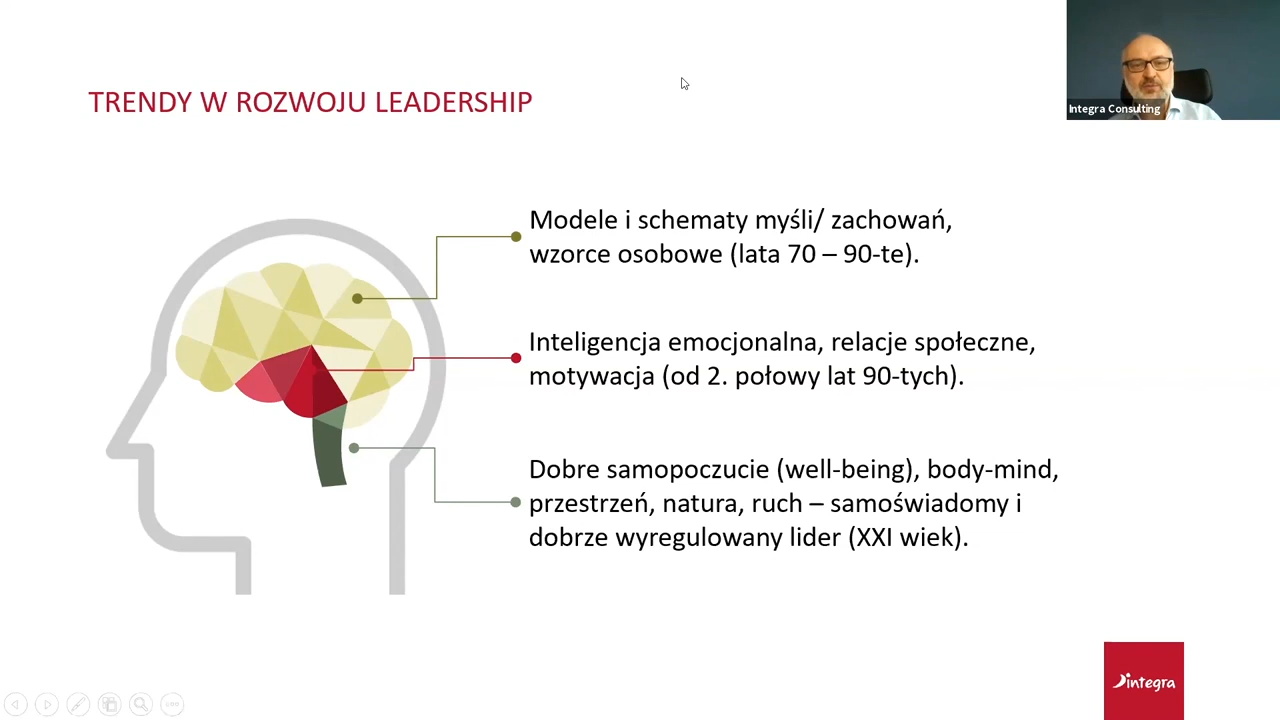 TRENDY W ROZWOJU LEADERSHIP
Integra Consulting
Modele i schematy myśli/ zachowań,
wzorce osobowe (lata 70 – 90-te).
Inteligencja emocjonalna, relacje społeczne,
motywacja (od 2. połowy lat 90-tych).
Dobre samopoczucie (well-being), body-mind,
przestrzeń, natura, ruch – samoświadomy i
dobrze wyregulowany lider (XXI wiek).
integra